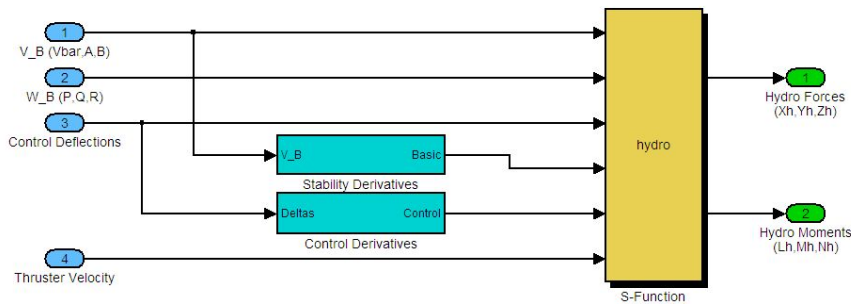 1
V_B (Vbar,A,B)
2
W_B (P,Q,R)
3
Control Deflections
V_B
Basic
Stability Derivatives
Deltas
Control
Control Derivatives
4
Thruster Velocity
hydro
S-Function
1
Hydro Forces
(Xh,Yh,Zh)
2
Hydro Moments
(Lh,Mh,Nh)